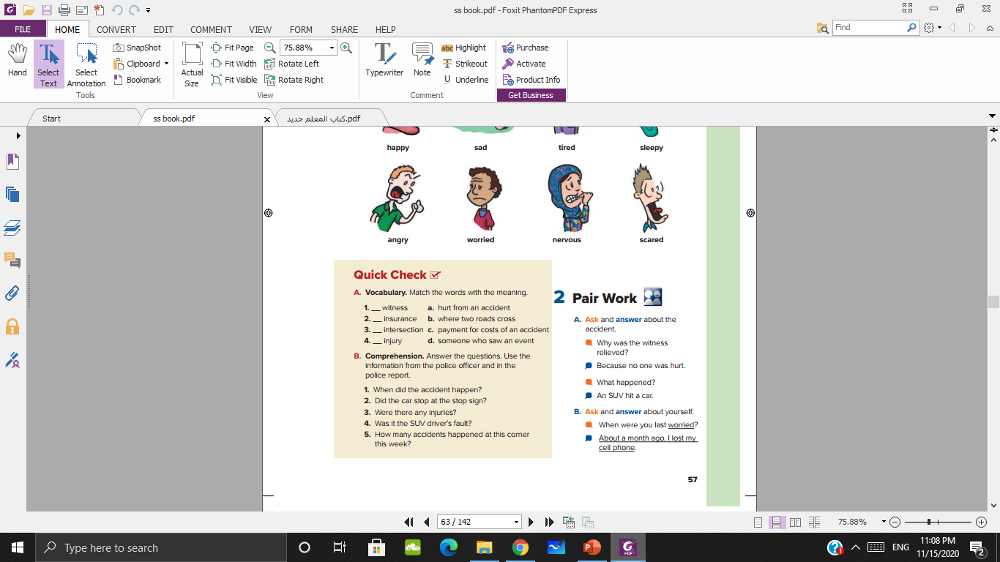 ss book.pdf - Foxit PhantomPDF Express
FILE HOME CONVERT EDIT COMMENT VIEW FORM SHARE HELP
Find
Hand
Select Text
Select Annotation
SnapShot
Clipboard
Bookmark
Tools
Actual Size
Fit Page
Fit Width
Fit Visible
75.88%
Rotate Left
Rotate Right
View
Typewriter
Note
abc Highlight
T Strikeout
U Underline
Comment
Purchase
Activate
Product Info
Get Business
Start
ss book.pdf
كتاب المعلم جديد.pdf
happy sad tired sleepy
angry worried nervous scared
Quick Check
A. Vocabulary. Match the words with the meaning.
1. __ witness a. hurt from an accident
2. __ insurance b. where two roads cross
3. __ intersection c. payment for costs of an accident
4. __ injury d. someone who saw an event
B. Comprehension. Answer the questions. Use the
information from the police officer and in the
police report.
1. When did the accident happen?
2. Did the car stop at the stop sign?
3. Were there any injuries?
4. Was it the SUV driver's fault?
5. How many accidents happened at this corner
this week?
2 Pair Work
A. Ask and answer about the
accident.
Why was the witness
relieved?
Because no one was hurt.
What happened?
An SUV hit a car.
B. Ask and answer about yourself.
When were you last worried?
About a month ago. I lost my
cell phone.
57
63 / 142
75.88%
Type here to search
ENG
11:08 PM
11/15/2020
2